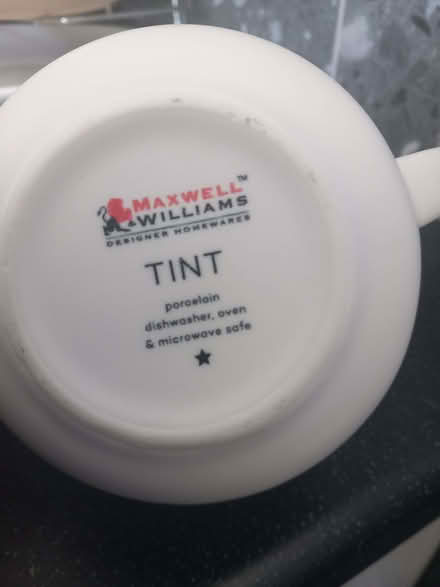 MAXWELL™
& WILLIAMS
DESIGNER HOMEWARES
TINT
porcelain
dishwasher, oven
& microwave safe